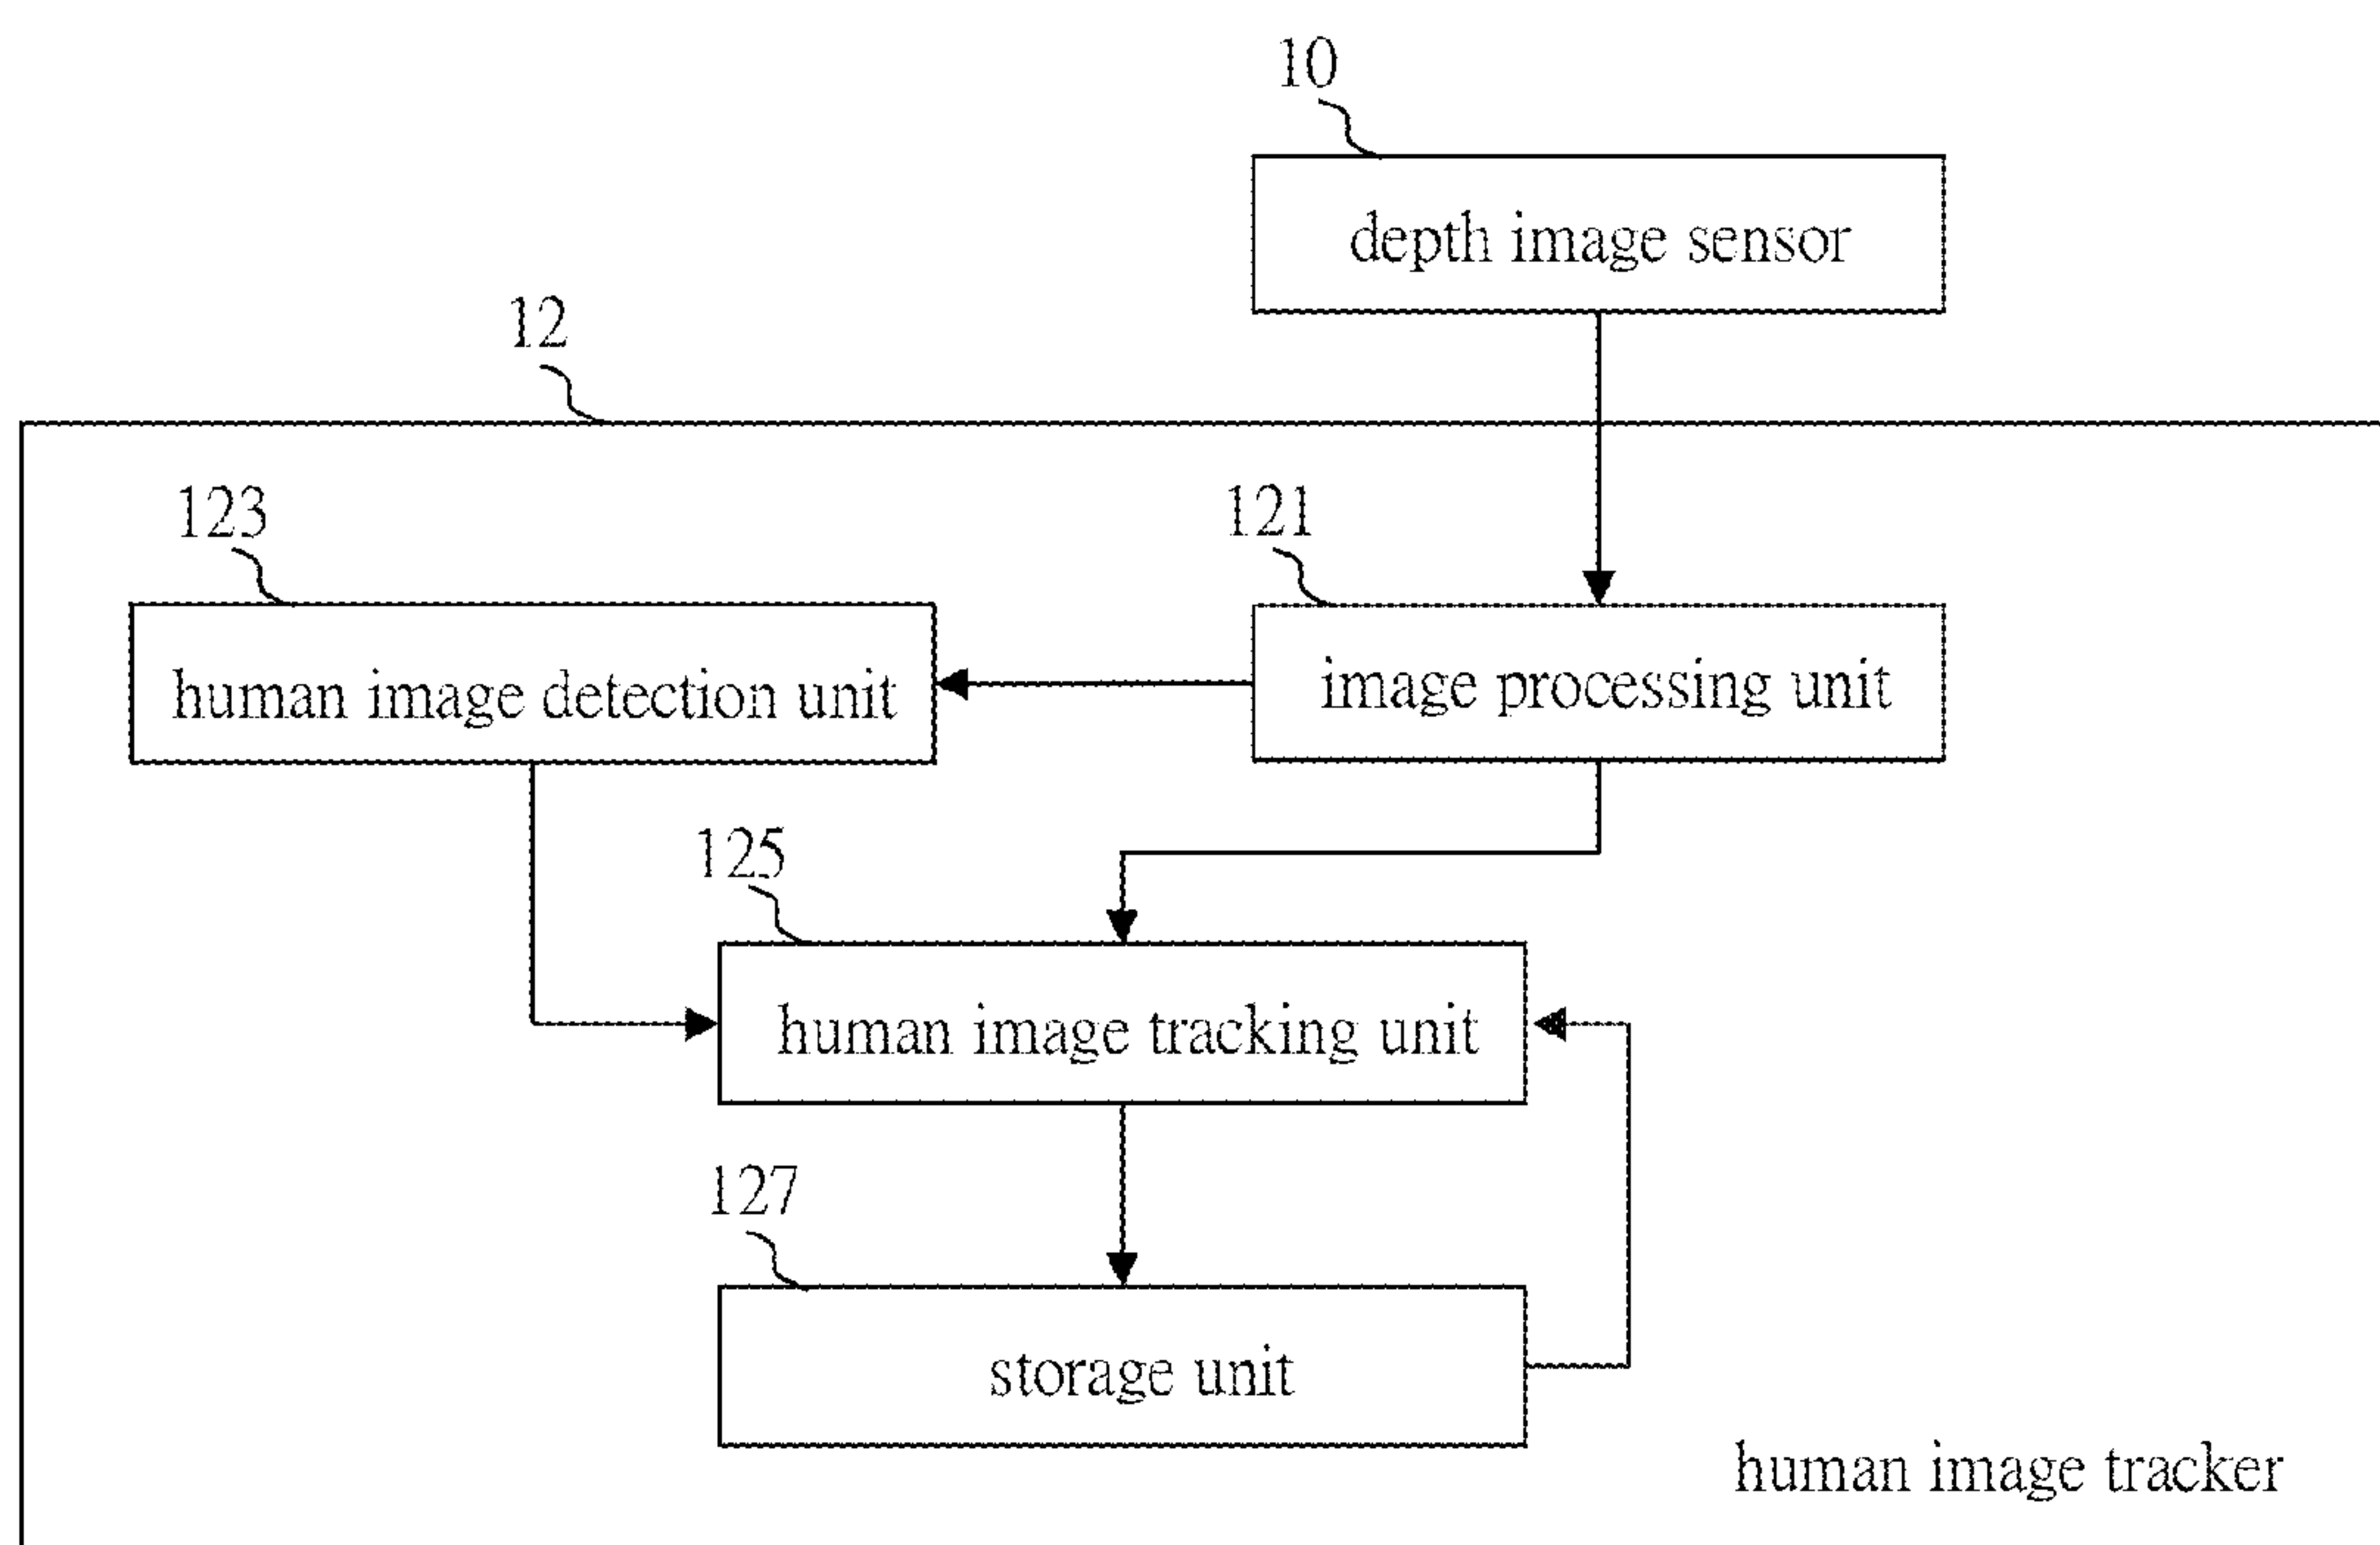 10
depth image sensor
12
123
121
human image detection unit
image processing unit
125
human image tracking unit
127
storage unit
human image tracker